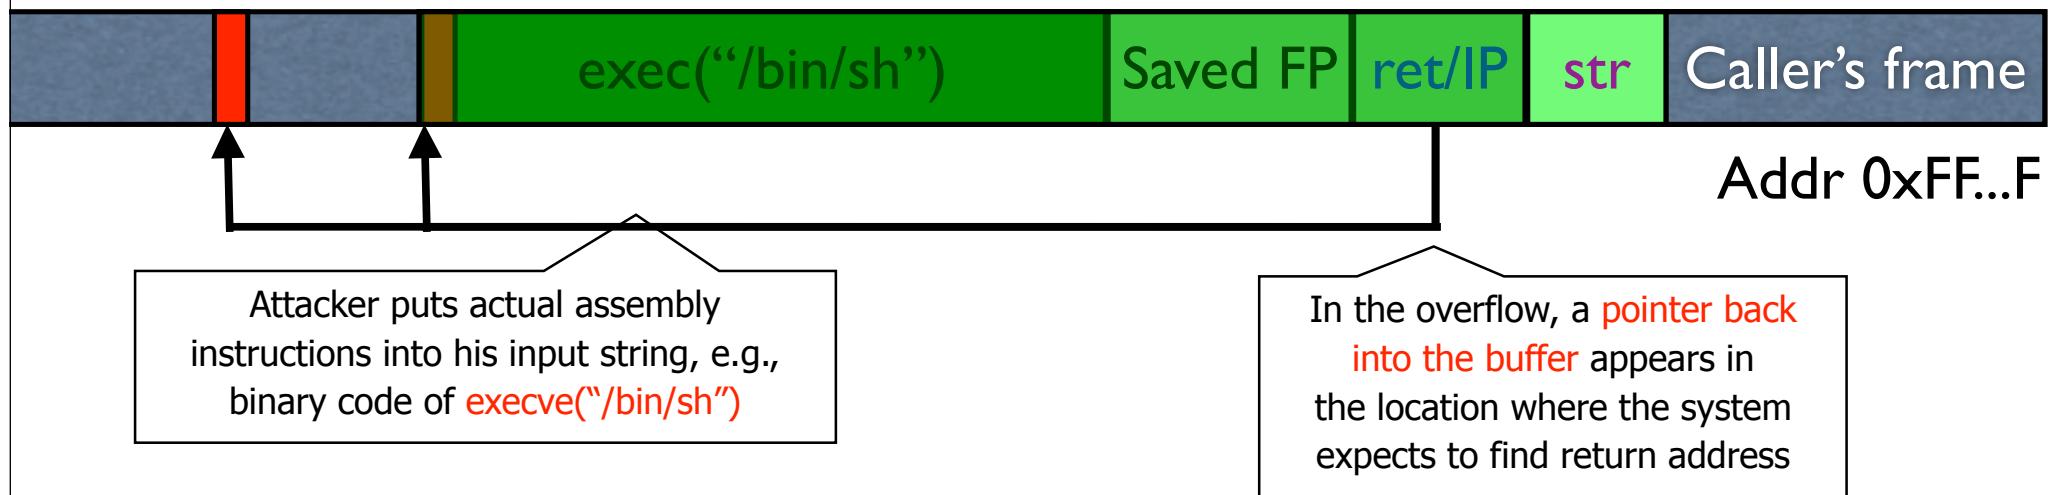 exec(“/bin/sh”) Saved FP ret/IP str Caller’s frame
Addr 0xFF...F
Attacker puts actual assembly
instructions into his input string, e.g.,
binary code of execve(“/bin/sh”)
In the overflow, a pointer back
into the buffer appears in
the location where the system
expects to find return address